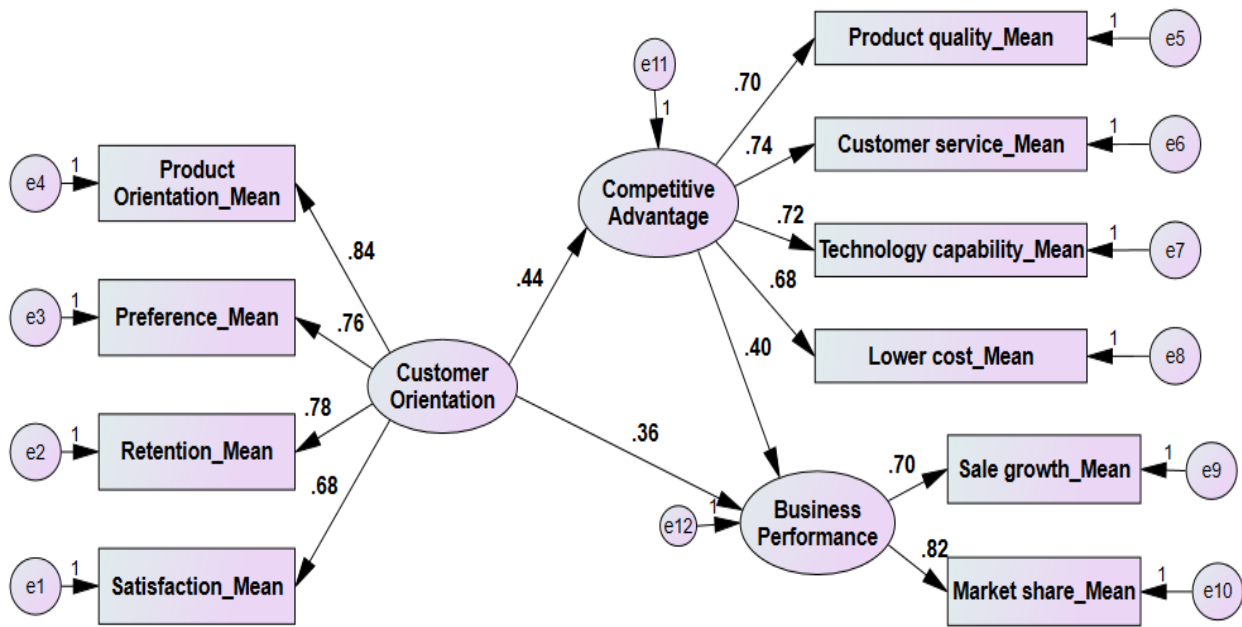 e11
1
Product quality_Mean
1
e5
.70
Customer service_Mean
1
e6
.74
e4
1
Product
Orientation_Mean
Competitive
Advantage
.72
Technology capability_Mean
1
e7
.84
.44
.68
e3
1
Preference_Mean
.76
Lower cost_Mean
1
e8
.40
Customer
Orientation
e2
1
Retention_Mean
.78
.36
.70
Sale growth_Mean
1
e9
.68
e12
1
Business
Performance
.82
e1
1
Satisfaction_Mean
Market share_Mean
1
e10